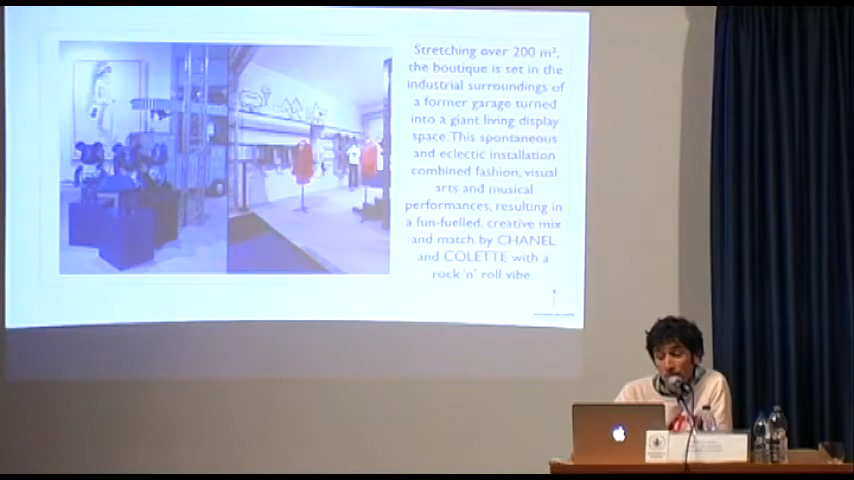 Stretching over 200 m²,
the boutique is set in the
industrial surroundings of
a former garage turned
into a giant living display
space. This spontaneous
and eclectic installation
combined fashion, visual
arts and musical
performances, resulting in
a fun-fuelled, creative mix
and match by CHANEL
and COLETTE with a
rock 'n' roll vibe.